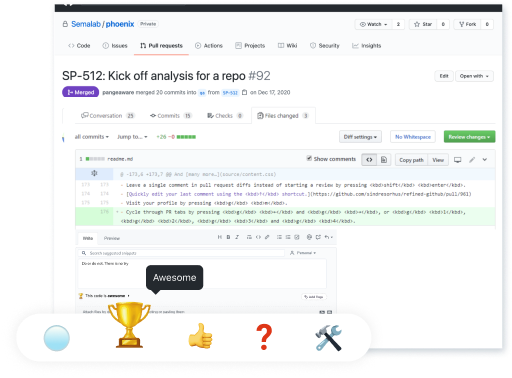 Semalab / phoenix Private
Watch 2 Star 0 Fork 0
Code Issues Pull requests Actions Projects Wiki Security Insights
SP-512: Kick off analysis for a repo #92
Edit Open with
Merged pangeaware merged 20 commits into qa from SP-512 on Dec 17, 2020
Conversation 25 Commits 15 Checks 0 Files changed 3
all commits Jump to... +26 -0
Diff settings No Whitespace Review changes
1 readme.md
Show comments Copy path View
@ -173,6 +173,7 @@ And [many more…](source/content.css)
173 173 - Leave a single comment in pull request diffs instead of starting a review by pressing <kbd>shift</kbd> <kbd>enter</kbd>.
174 174 - [Quickly edit your last comment using the <kbd>↑</kbd> shortcut.](https://github.com/sindresorhus/refined-github/pull/961)
175 175 - Visit your profile by pressing <kbd>g</kbd> <kbd>m</kbd>.
176 + - Cycle through PR tabs by pressing <kbd>g</kbd> <kbd>←</kbd> and <kbd>g</kbd> <kbd>→</kbd>, or <kbd>g</kbd> <kbd>1</kbd>,
<kbd>g</kbd> <kbd>2</kbd>, <kbd>g</kbd> <kbd>3</kbd> and <kbd>g</kbd> <kbd>4</kbd>.
Write Preview
Search suggested snippets Personal
Do or do not. There is no try
Awesome
This code is awesome
Add tags
Attach files by
or pasting them